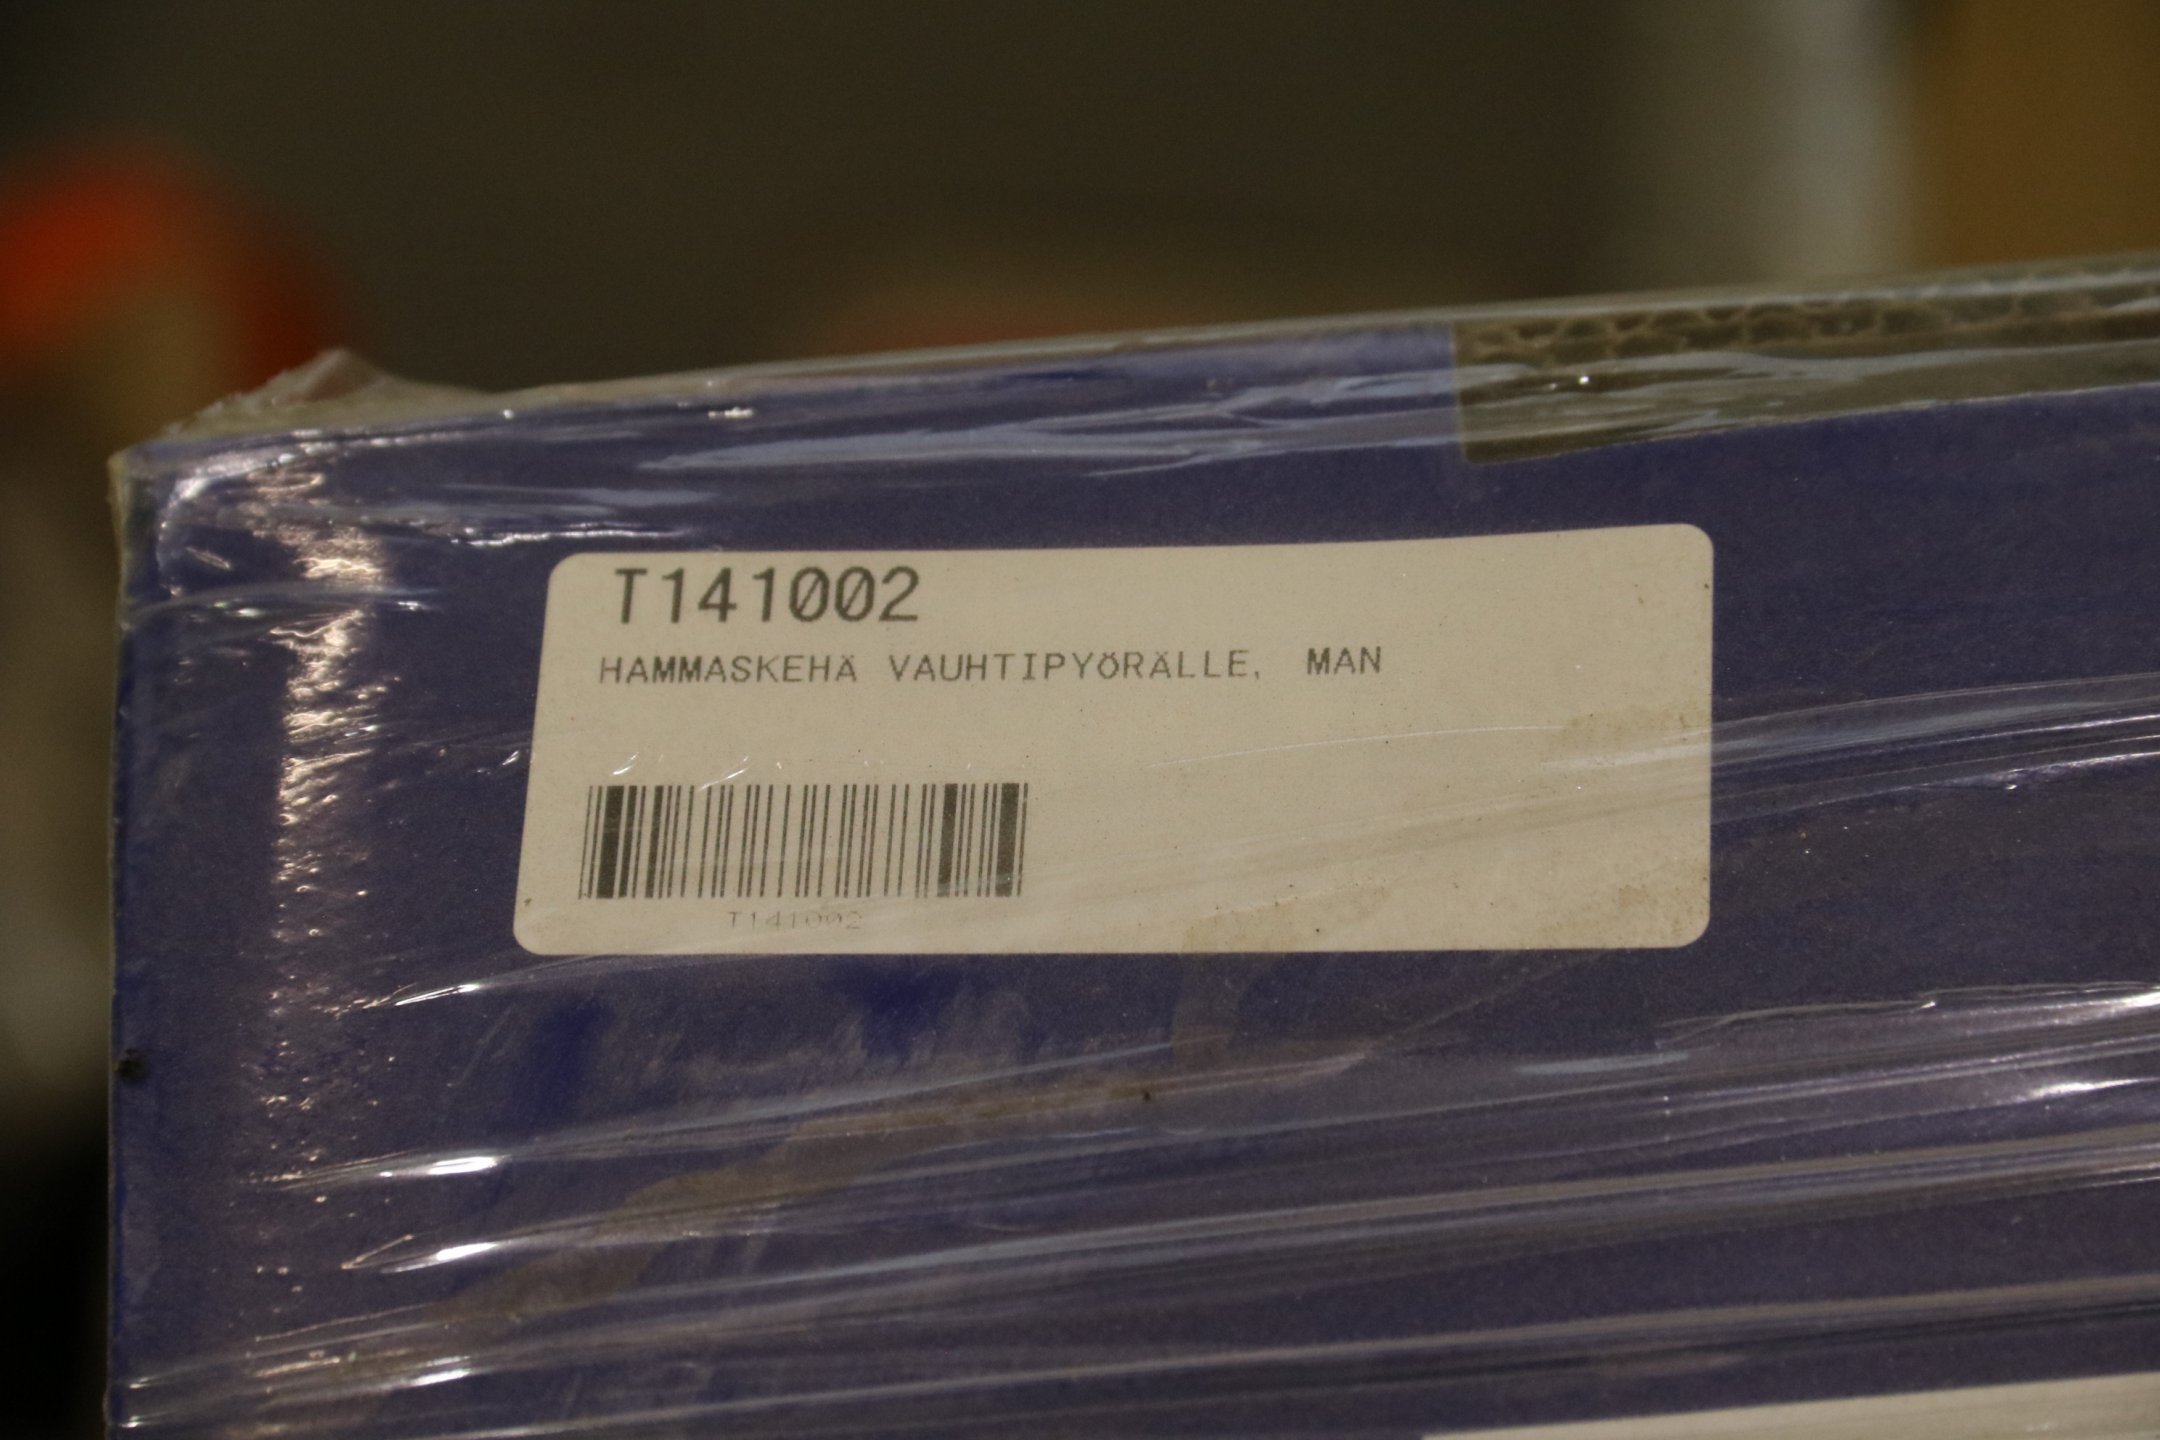 T141002
HAMMASKEHÄ VAUHTIPYÖRÄLLE, MAN
T141002